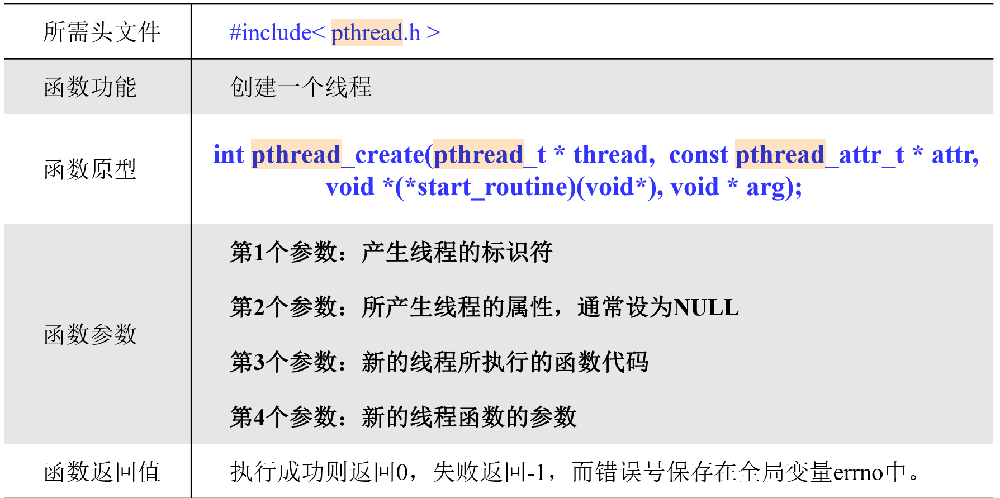 所需头文件
#include< pthread.h >
函数功能
创建一个线程
函数原型
int pthread_create(pthread_t * thread,  const pthread_attr_t * attr,
void *(*start_routine)(void*), void * arg);
函数参数
第1个参数：产生线程的标识符
第2个参数：所产生线程的属性，通常设为NULL
第3个参数：新的线程所执行的函数代码
第4个参数：新的线程函数的参数
函数返回值
执行成功则返回0，失败返回-1，而错误号保存在全局变量errno中。